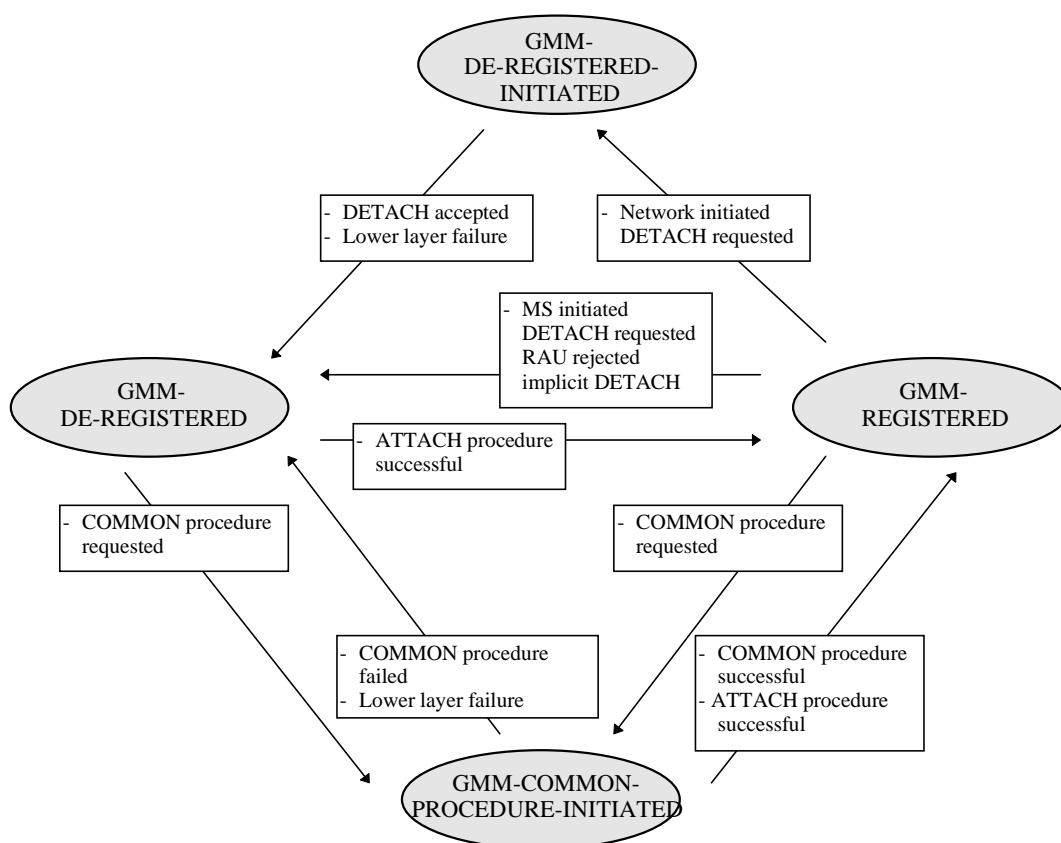 GMM-
DE-REGISTERED-
INITIATED
- DETACH accepted
- Lower layer failure
- Network initiated
DETACH requested
- MS initiated
DETACH requested
RAU rejected
implicit DETACH
GMM-
DE-REGISTERED
GMM-
REGISTERED
- ATTACH procedure
successful
- COMMON procedure
requested
- COMMON procedure
requested
- COMMON procedure
failed
- Lower layer failure
- COMMON procedure
successful
- ATTACH procedure
successful
GMM-COMMON-
PROCEDURE-INITIATED